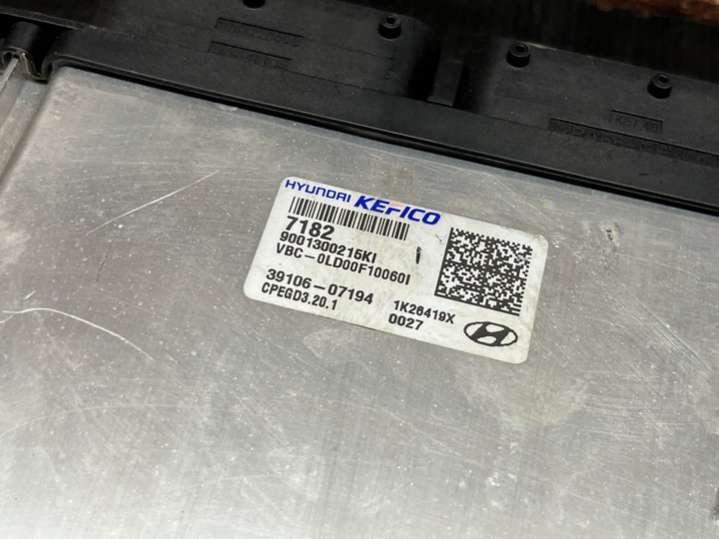 HYUNDAI KEFICO
7182
9001300215KI
VBC-0LD00F10060I
39106-07194
CPEGD3.20.1
1K26419X
0027